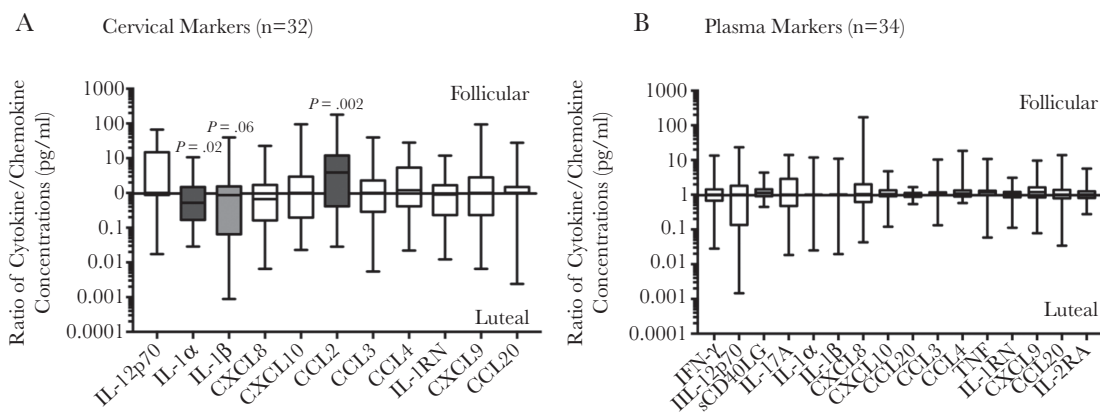 A Cervical Markers (n=32)
Ratio of Cytokine/Chemokine
Concentrations (pg/ml)
1000
100
10
0
0.1
0.01
0.001
0.0001
Follicular
P = .02
P = .06
P = .002
Luteal
IL-12p70
IL-1α
IL-1β
CXCL8
CXCL10
CCL2
CCL3
CCL4
IL-1RN
CXCL9
CCL20
B Plasma Markers (n=34)
Ratio of Cytokine/Chemokine
Concentrations (pg/ml)
1000
100
10
1
0.1
0.01
0.001
0.0001
Follicular
Luteal
IFN-γ
IIL-12p70
sCD40LG
IL-17A
IL-1α
IL-1β
CXCL8
CXCL10
CCL20
CCL3
CCL4
TNF
IL-1RN
CXCL9
CCL20
IL-2RA